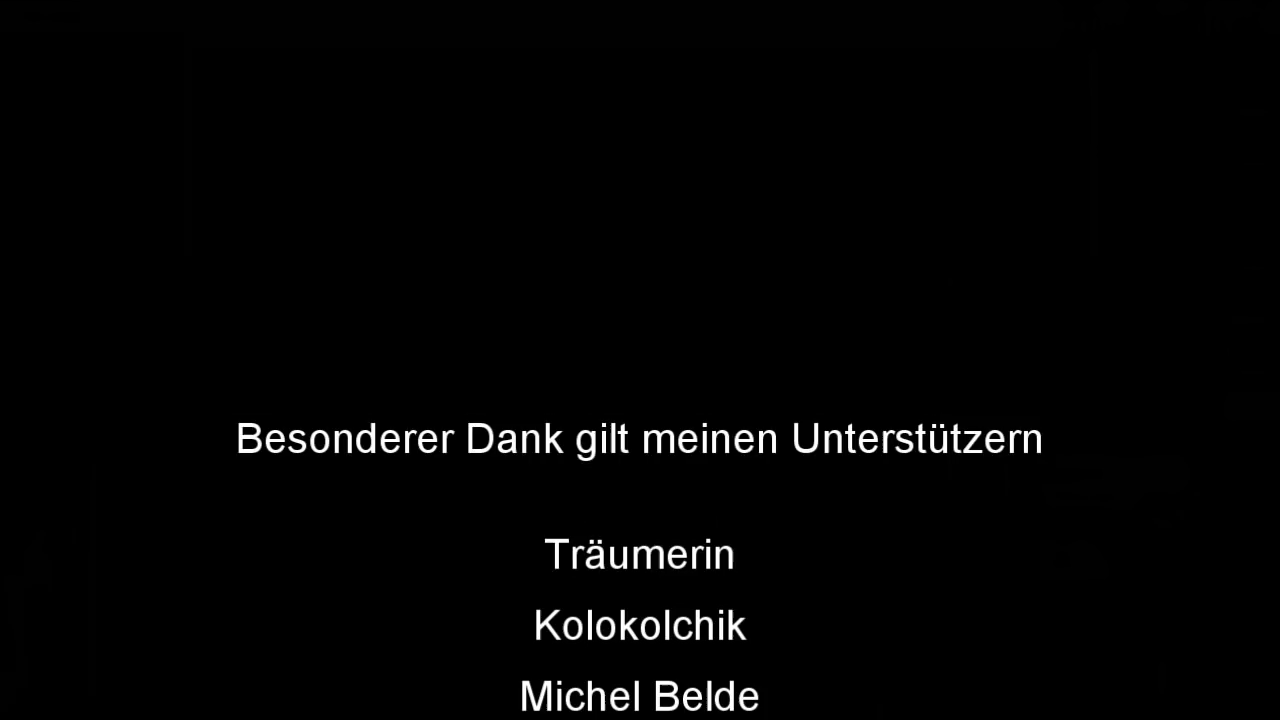 Besonderer Dank gilt meinen Unterstützern
Träumerin
Kolokolchik
Michel Belde